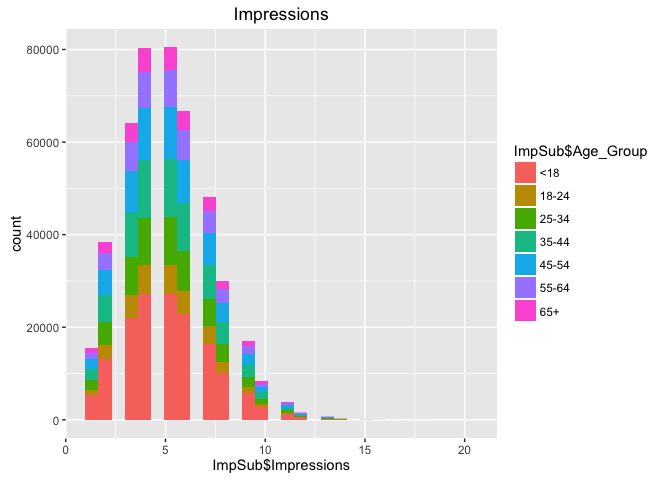 Impressions
80000
60000
40000
20000
0
count
0 5 10 15 20
ImpSub$Impressions
ImpSub$Age_Group
<18
18-24
25-34
35-44
45-54
55-64
65+